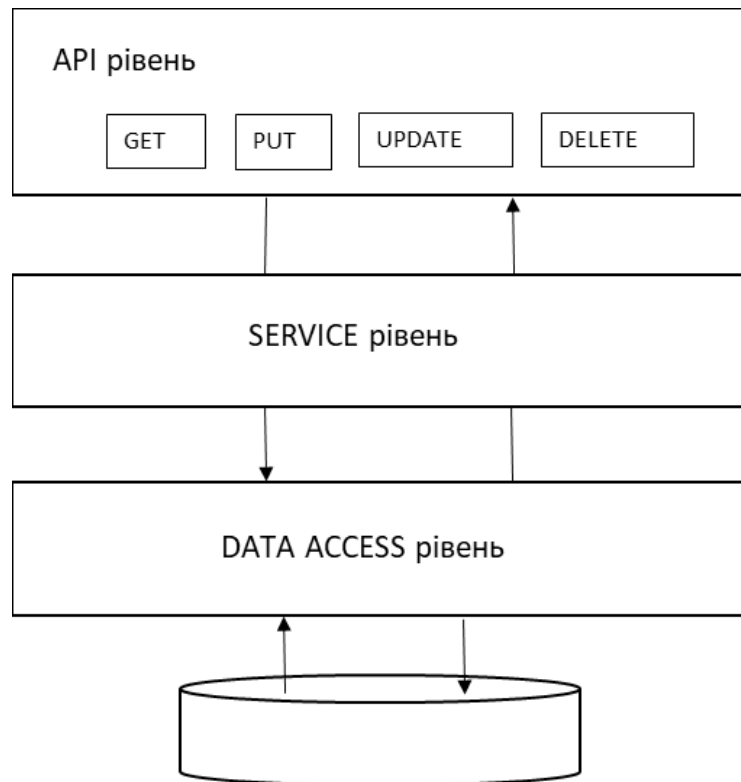 API рівень
GET PUT UPDATE DELETE
SERVICE рівень
DATA ACCESS рівень